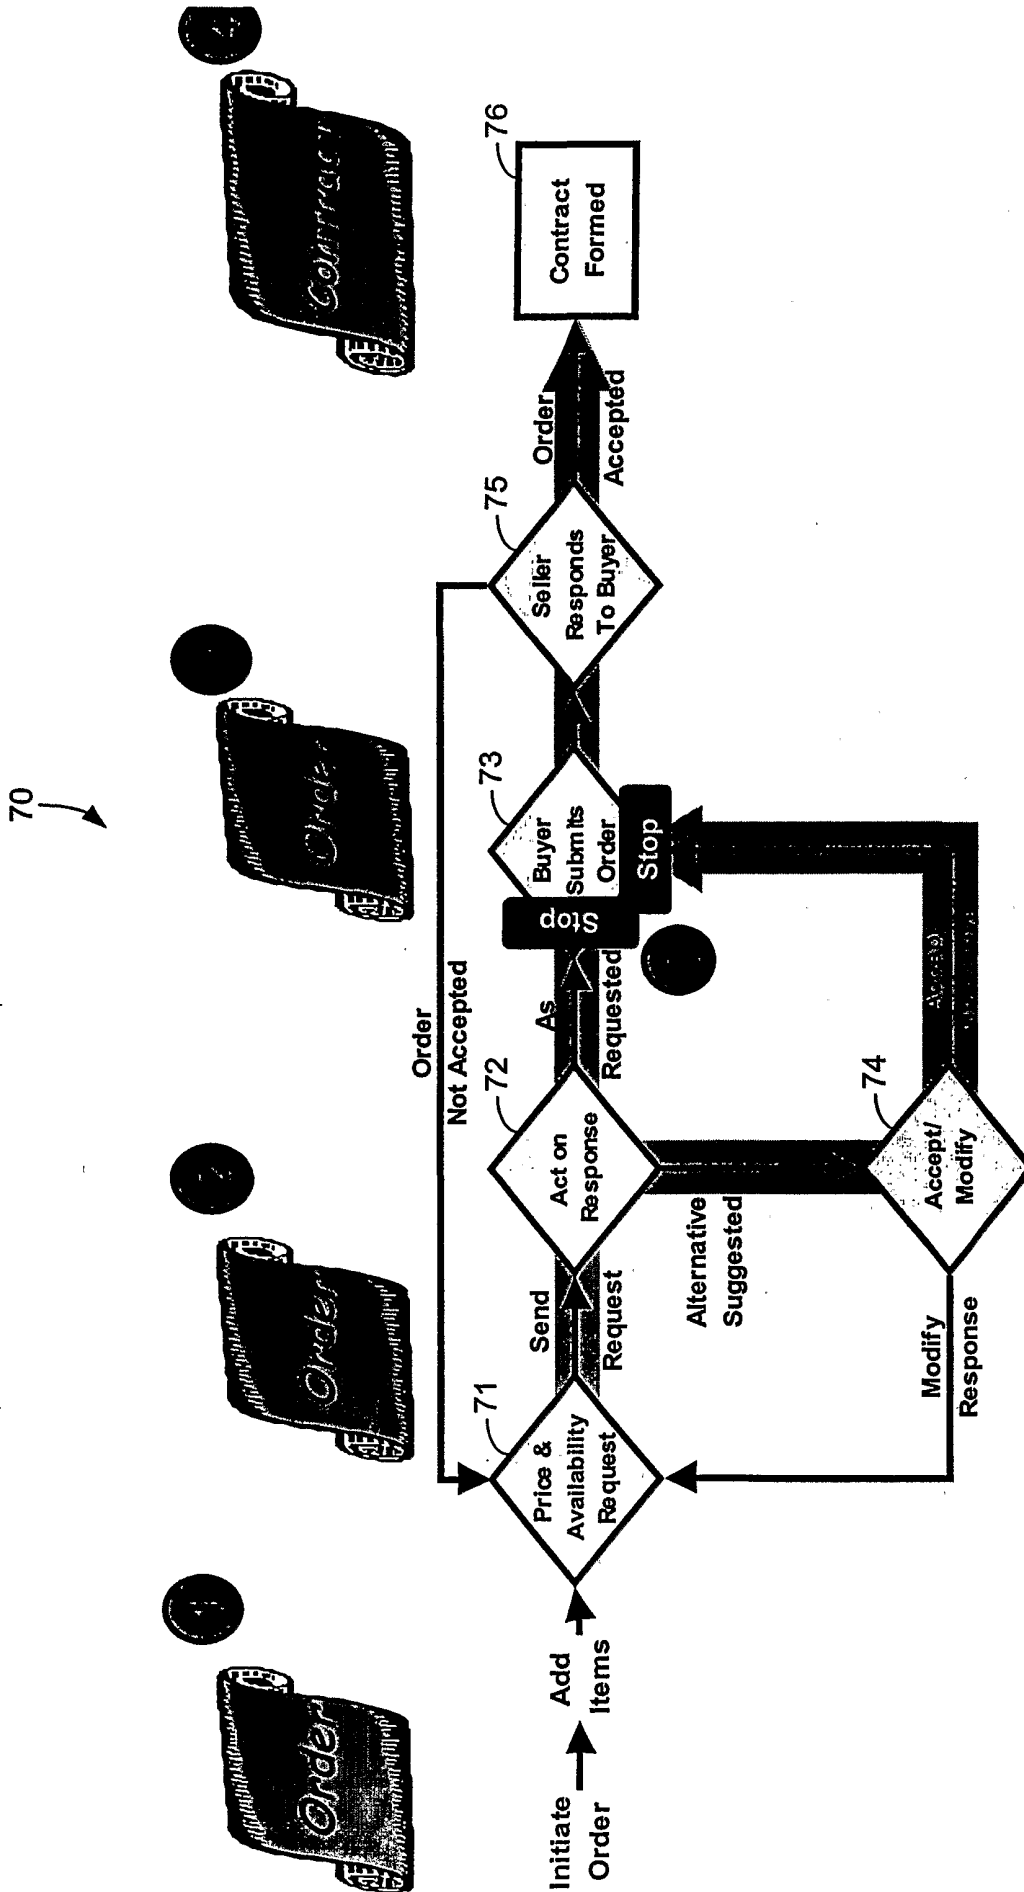 70
Order
Order
2
Order
Contract
4
Order
Not Accepted
Initiate
Order
Add
Items
71
Price &
Availability
Request
Send
Request
72
Act on
Response
As
Requested
Stop
73
Buyer
Submits
Order
Stop
75
Seller
Responds
To Buyer
Order
Accepted
76
Contract
Formed
Alternative
Suggested
74
Accept/
Modify
Modify
Response